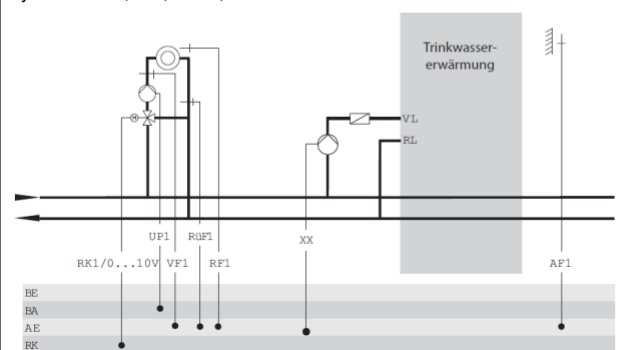 Trinkwasser-
erwärmung
M
VL
RL
UP1 RüF1 XX
RK1/0...10V VF1 RF1 AF1
BE
BA
AE
RK